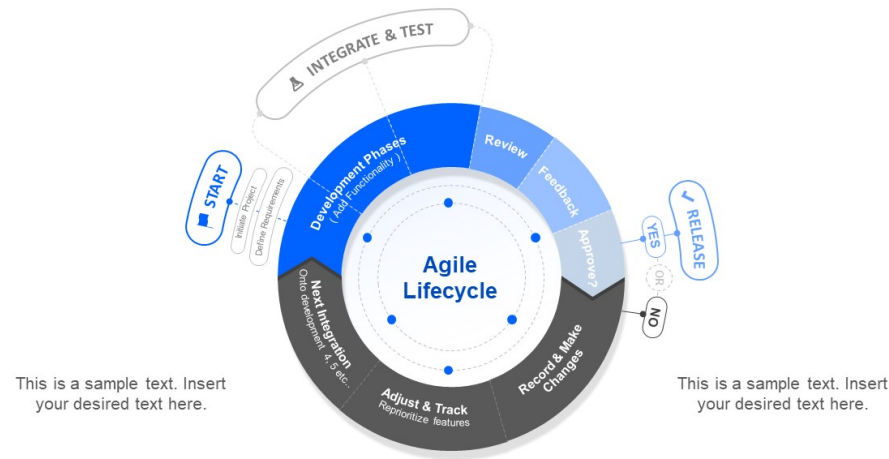 INTEGRATE & TEST
START
Initiate Project
Define Requirements
Development Phases
( Add Functionality )
Review
Feedback
Approve?
YES
OR
NO
RELEASE
Record & Make
Changes
Adjust & Track
Reprioritize features
Next Integration
Onto development 4, 5 etc..
Agile
Lifecycle
This is a sample text. Insert
your desired text here.
This is a sample text. Insert
your desired text here.